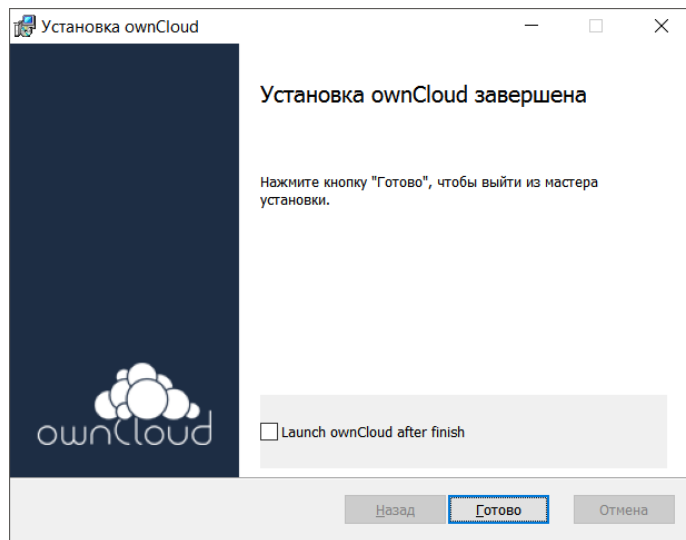 Установка ownCloud
Установка ownCloud завершена
Нажмите кнопку "Готово", чтобы выйти из мастера
установки.
ownCloud
Launch ownCloud after finish
Назад
Готово
Отмена